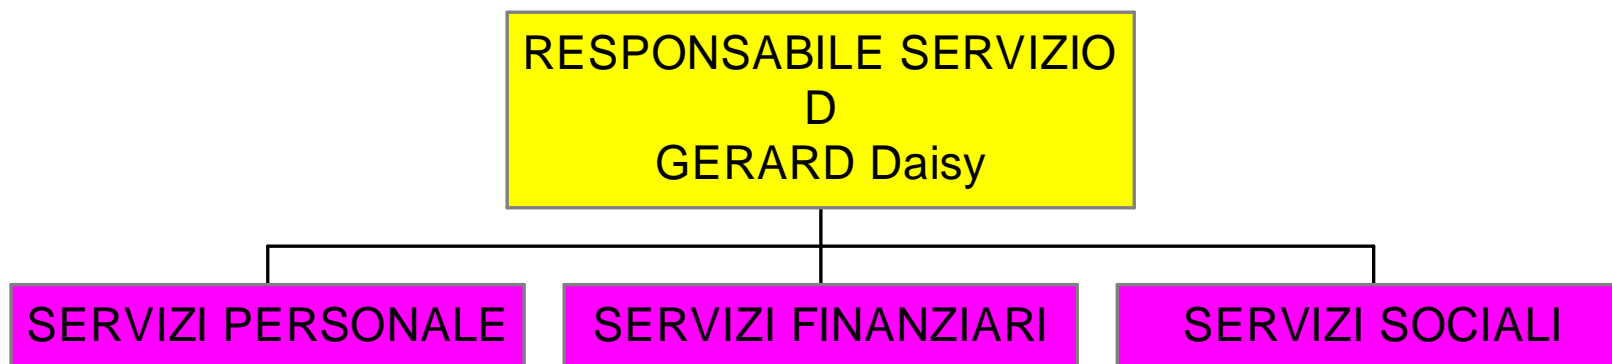 RESPONSABILE SERVIZIO
D
GERARD Daisy
SERVIZI PERSONALE
SERVIZI FINANZIARI
SERVIZI SOCIALI